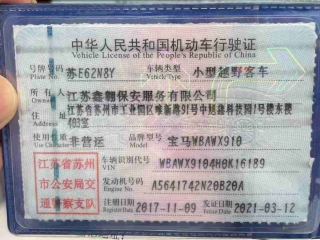 中华人民共和国机动车行驶证
Vehicle License of the People's Republic of China
号牌号码 苏E62N8Y 车辆类型 小型越野客车
Plate No. Vehicle Type
所有人 江苏鑫翱保安服务有限公司
Owner
住址 江苏省苏州市工业园区唯新路91号中旭鑫科技园1号楼东楼
Address 403室
使用性质 非营运 品牌型号 宝马WBAWX910
Use Character Model
江苏省苏州
市公安局交
通警察支队
车辆识别代号 WBAWX9104H0K16189
VIN
发动机号码 A5641742N20B20A
Engine No.
注册日期 2017-11-09 发证日期 2021-03-12
Register Date Issue Date